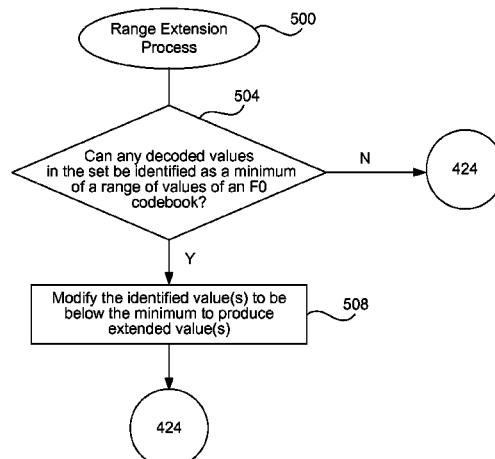 Range Extension
Process
500
504
Can any decoded values
in the set be identified as a minimum
of a range of values of an F0
codebook?
N
424
Y
Modify the identified value(s) to be
below the minimum to produce
extended value(s)
508
424